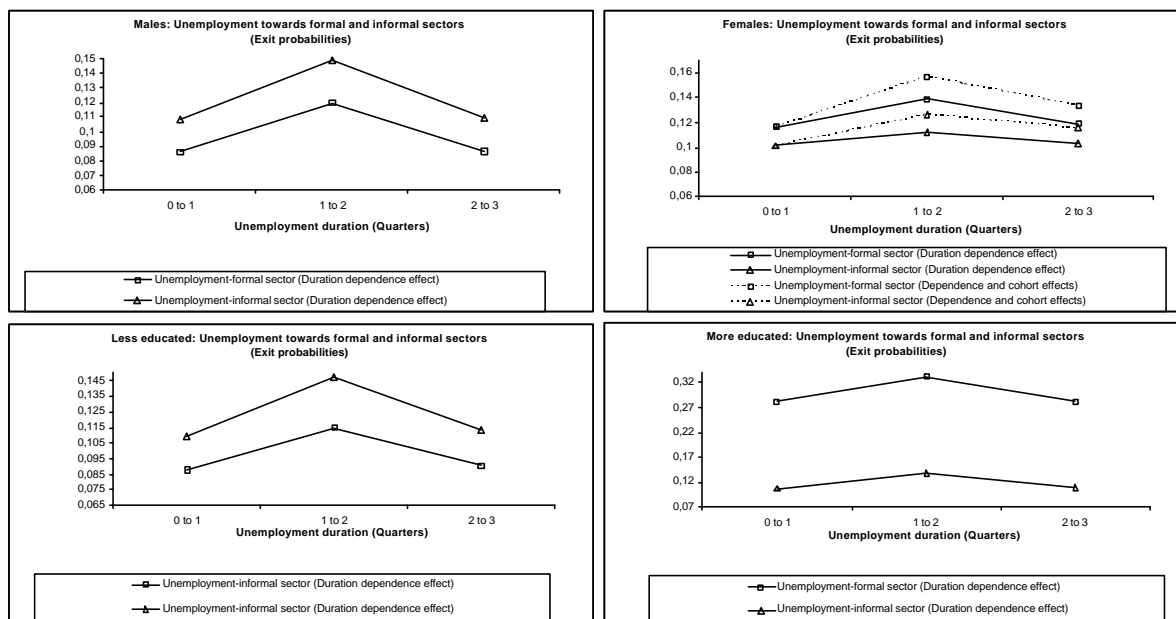 Males: Unemployment towards formal and informal sectors
(Exit probabilities)
0,15
0,14
0,13
0,12
0,11
0,1
0,09
0,08
0,07
0,06
0 to 1
1 to 2
2 to 3
Unemployment duration (Quarters)
Unemployment-formal sector (Duration dependence effect)
Unemployment-informal sector (Duration dependence effect)
Females: Unemployment towards formal and informal sectors
(Exit probabilities)
0,16
0,14
0,12
0,1
0,08
0,06
0 to 1
1 to 2
2 to 3
Unemployment duration (Quarters)
Unemployment-formal sector (Duration dependence effect)
Unemployment-informal sector (Duration dependence effect)
Unemployment-formal sector (Dependence and cohort effects)
Unemployment-informal sector (Dependence and cohort effects)
Less educated: Unemployment towards formal and informal sectors
(Exit probabilities)
0,145
0,135
0,125
0,115
0,105
0,095
0,085
0,075
0,065
0 to 1
1 to 2
2 to 3
Unemployment duration (Quarters)
Unemployment-informal sector (Duration dependence effect)
Unemployment-informal sector (Duration dependence effect)
More educated: Unemployment towards formal and informal sectors
(Exit probabilities)
0,32
0,27
0,22
0,17
0,12
0,07
0 to 1
1 to 2
2 to 3
Unemployment duration (Quarters)
Unemployment-formal sector (Duration dependence effect)
Unemployment-informal sector (Duration dependence effect)